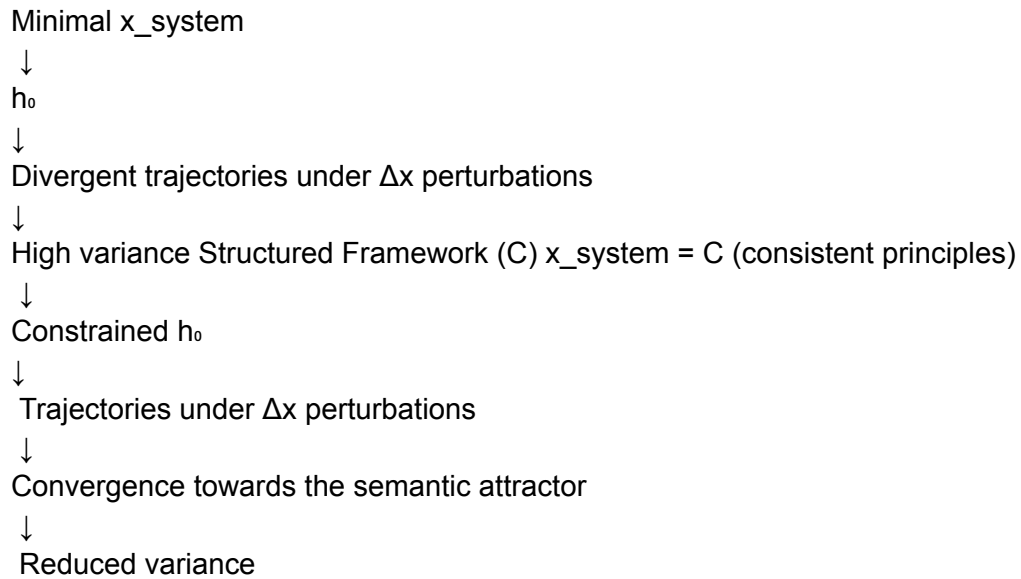 Minimal x_system
↓
h₀
↓
Divergent trajectories under Δx perturbations
↓
High variance Structured Framework (C) x_system = C (consistent principles)
↓
Constrained h₀
↓
Trajectories under Δx perturbations
↓
Convergence towards the semantic attractor
↓
Reduced variance